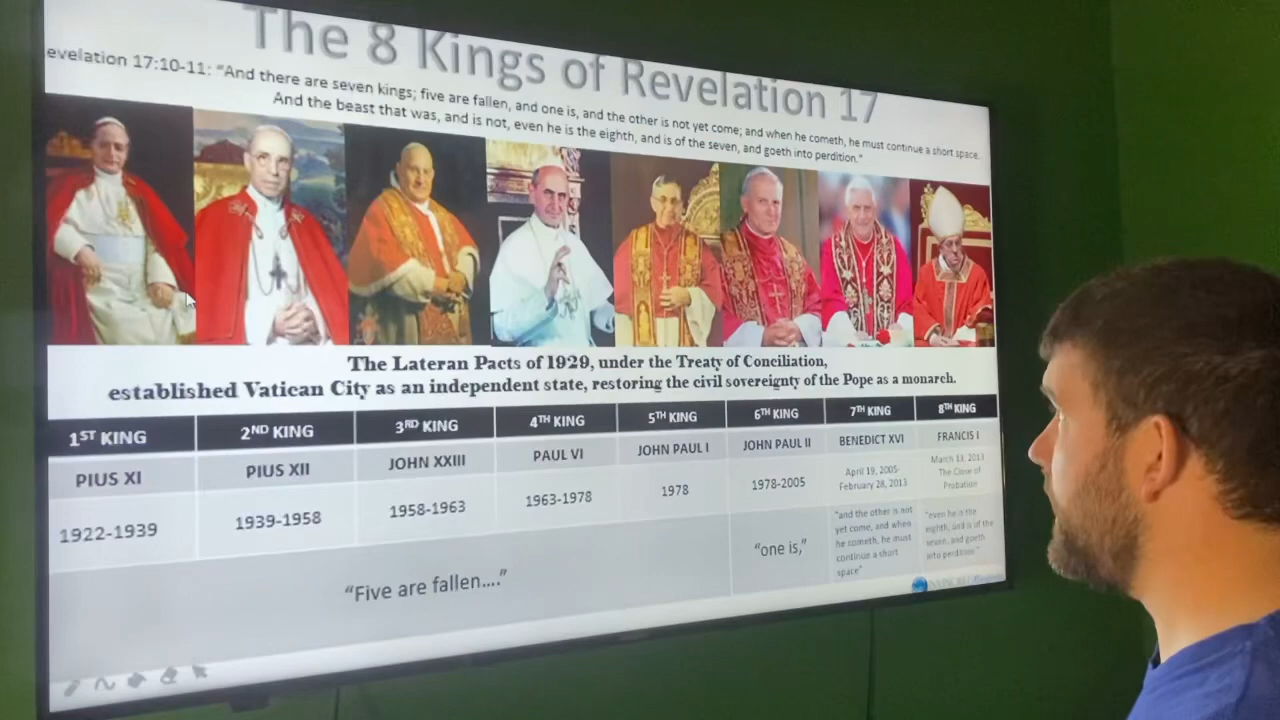 The 8 Kings of Revelation 17
evelation 17:10-11: “And there are seven kings; five are fallen, and one is, and the other is not yet come; and when he cometh, he must continue a short space.
And the beast that was, and is not, even he is the eighth, and is of the seven, and goeth into perdition.”
The Lateran Pacts of 1929, under the Treaty of Conciliation,
established Vatican City as an independent state, restoring the civil sovereignty of the Pope as a monarch.
1ST KING 2ND KING 3RD KING 4TH KING 5TH KING 6TH KING 7TH KING 8TH KING
PIUS XI PIUS XII JOHN XXIII PAUL VI JOHN PAUL I JOHN PAUL II BENEDICT XVI FRANCIS I
1922-1939 1939-1958 1958-1963 1963-1978 1978 1978-2005
April 19, 2005-
February 28, 2013
March 13, 2013
The Close of
Probation
“Five are fallen....”
“one is,”
“and the other is not
yet come, and when
he cometh, he must
continue a short
space”
“even he is the
eighth, and is of the
seven, and goeth
into perdition”